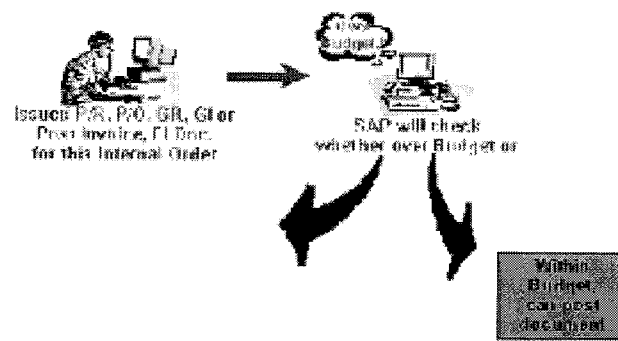 Budget
Issues P/R, P/O, GR, GI or
Post Invoice, FI Doc.
for this Internal Order
SAP will check
whether over Budget or
Within
Budget,
can post
document